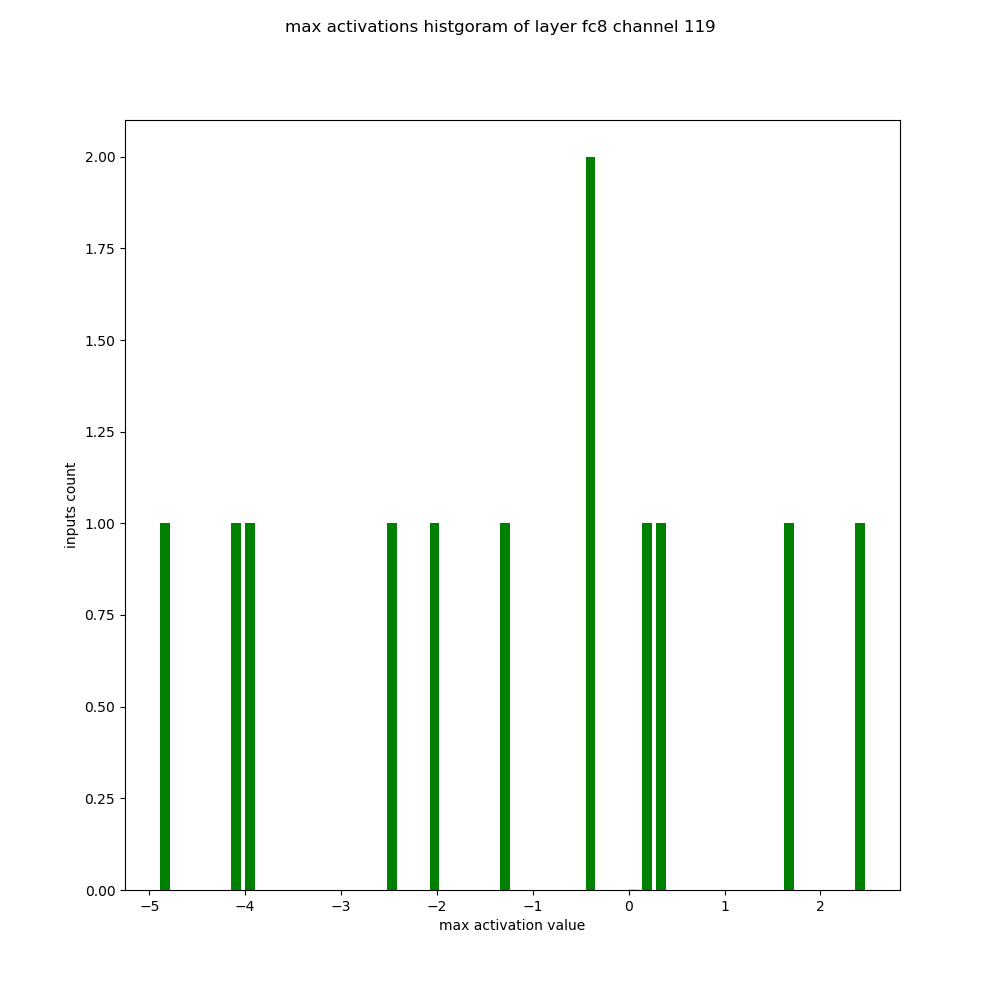 max activations histgoram of layer fc8 channel 119
2.00
1.75
1.50
1.25
1.00
0.75
0.50
0.25
0.00
inputs count
−5 −4 −3 −2 −1 0 1 2
max activation value